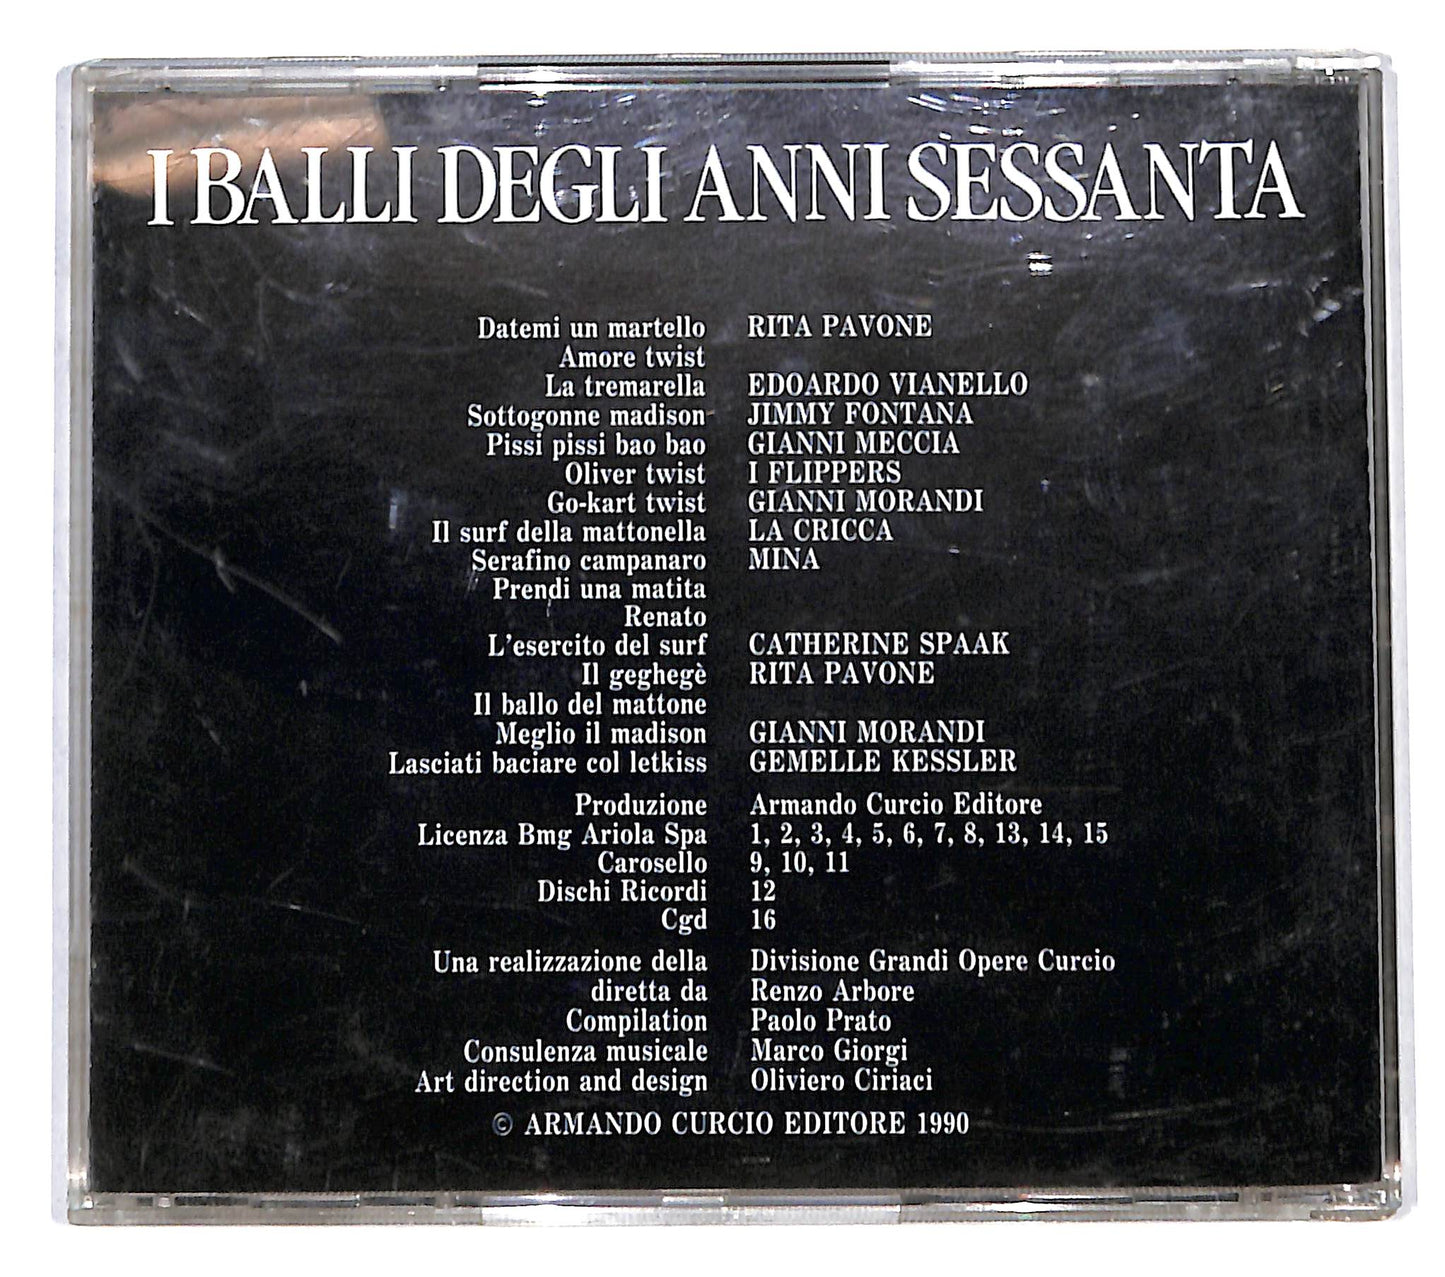 I BALLI DEGLI ANNI SESSANTA
Datemi un martello RITA PAVONE
Amore twist
La tremarella EDOARDO VIANELLO
Sottogonne madison JIMMY FONTANA
Pissi pissi bao bao GIANNI MECCIA
Oliver twist I FLIPPERS
Go-kart twist GIANNI MORANDI
Il surf della mattonella LA CRICCA
Serafino campanaro MINA
Prendi una matita
Renato
L'esercito del surf CATHERINE SPAAK
Il geghegè RITA PAVONE
Il ballo del mattone
Meglio il madison GIANNI MORANDI
Lasciati baciare col letkiss GEMELLE KESSLER
Produzione Armando Curcio Editore
Licenza Bmg Ariola Spa 1, 2, 3, 4, 5, 6, 7, 8, 13, 14, 15
Carosello 9, 10, 11
Dischi Ricordi 12
Cgd 16
Una realizzazione della Divisione Grandi Opere Curcio
diretta da Renzo Arbore
Compilation Paolo Prato
Consulenza musicale Marco Giorgi
Art direction and design Oliviero Ciriaci
© ARMANDO CURCIO EDITORE 1990